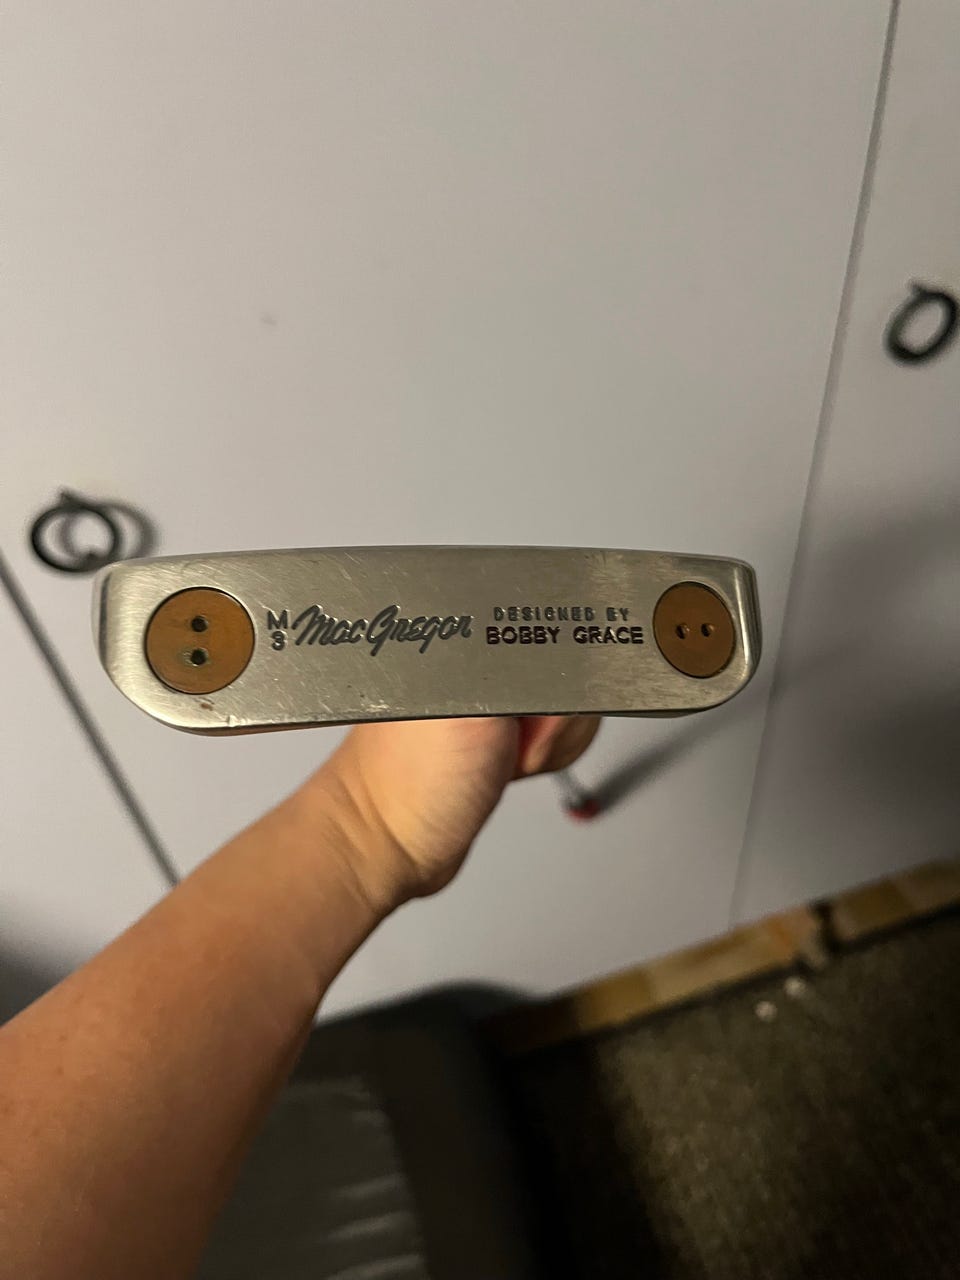 M
3
MacGregor
DESIGNED BY
BOBBY GRACE